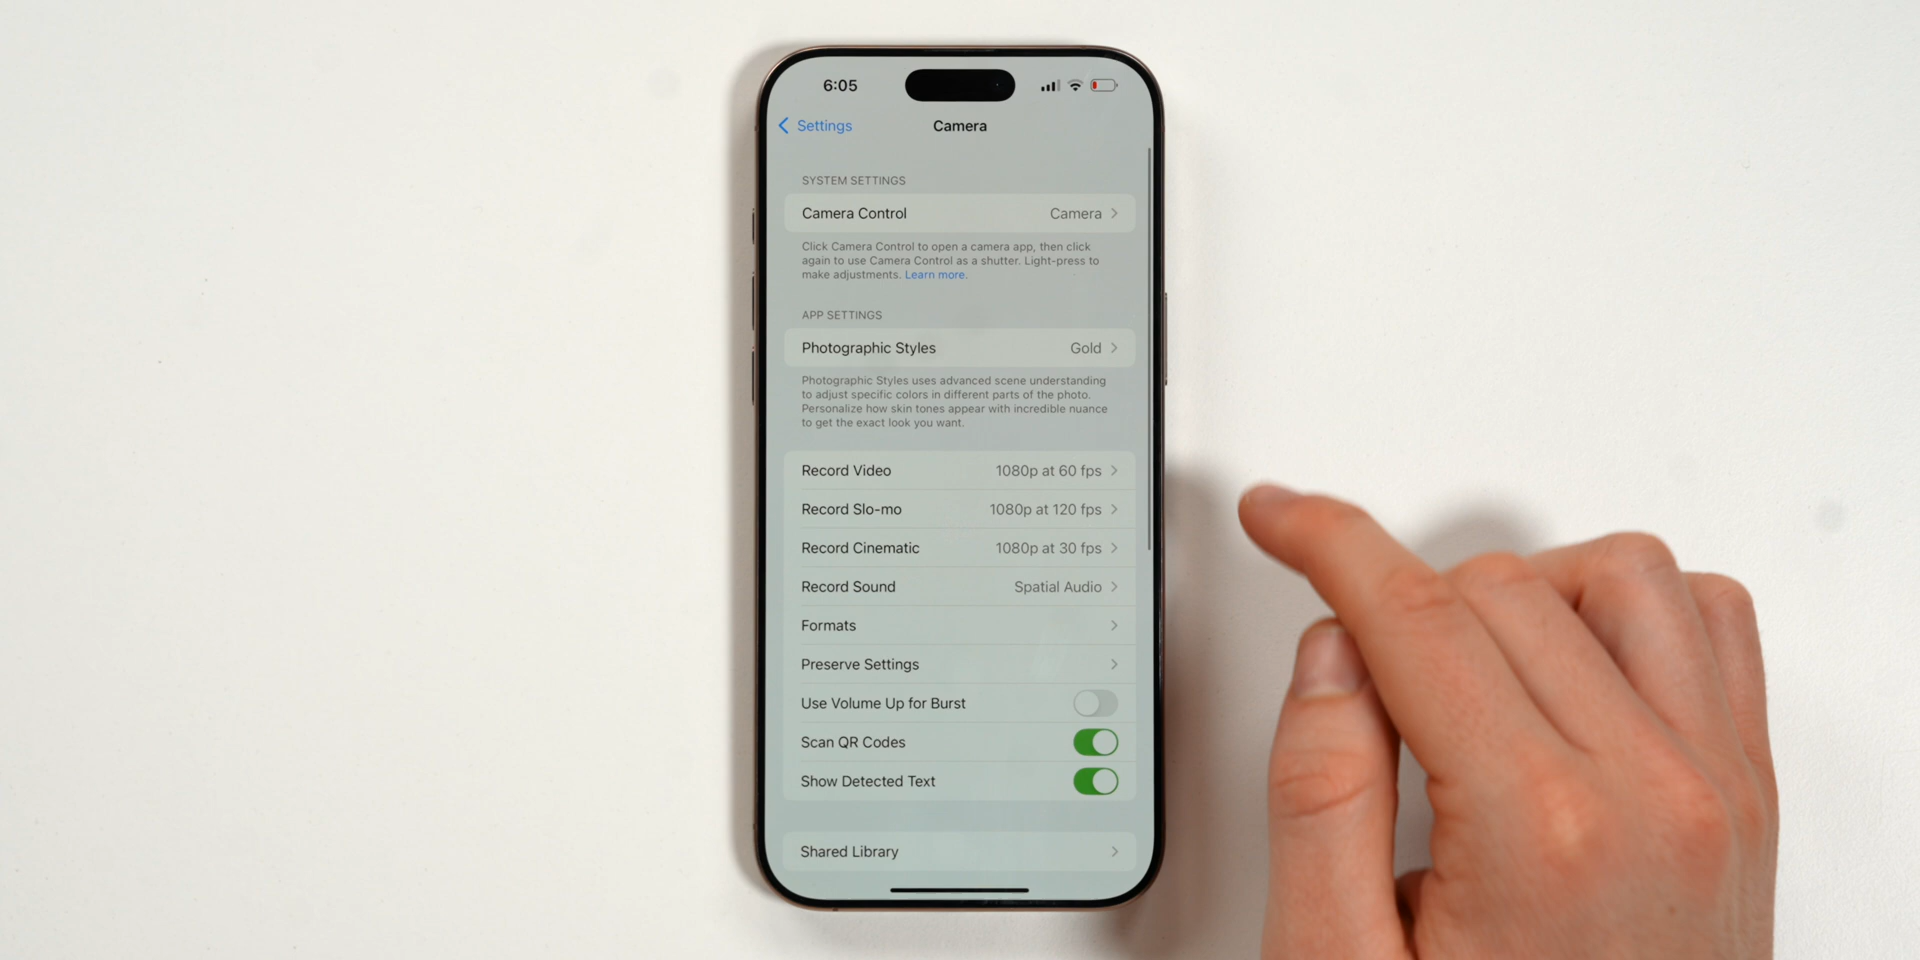 6:05
Settings
Camera
SYSTEM SETTINGS
Camera Control Camera
Click Camera Control to open a camera app, then click
again to use Camera Control as a shutter. Light-press to
make adjustments. Learn more.
APP SETTINGS
Photographic Styles Gold
Photographic Styles uses advanced scene understanding
to adjust specific colors in different parts of the photo.
Personalize how skin tones appear with incredible nuance
to get the exact look you want.
Record Video 1080p at 60 fps
Record Slo-mo 1080p at 120 fps
Record Cinematic 1080p at 30 fps
Record Sound Spatial Audio
Formats
Preserve Settings
Use Volume Up for Burst
Scan QR Codes
Show Detected Text
Shared Library